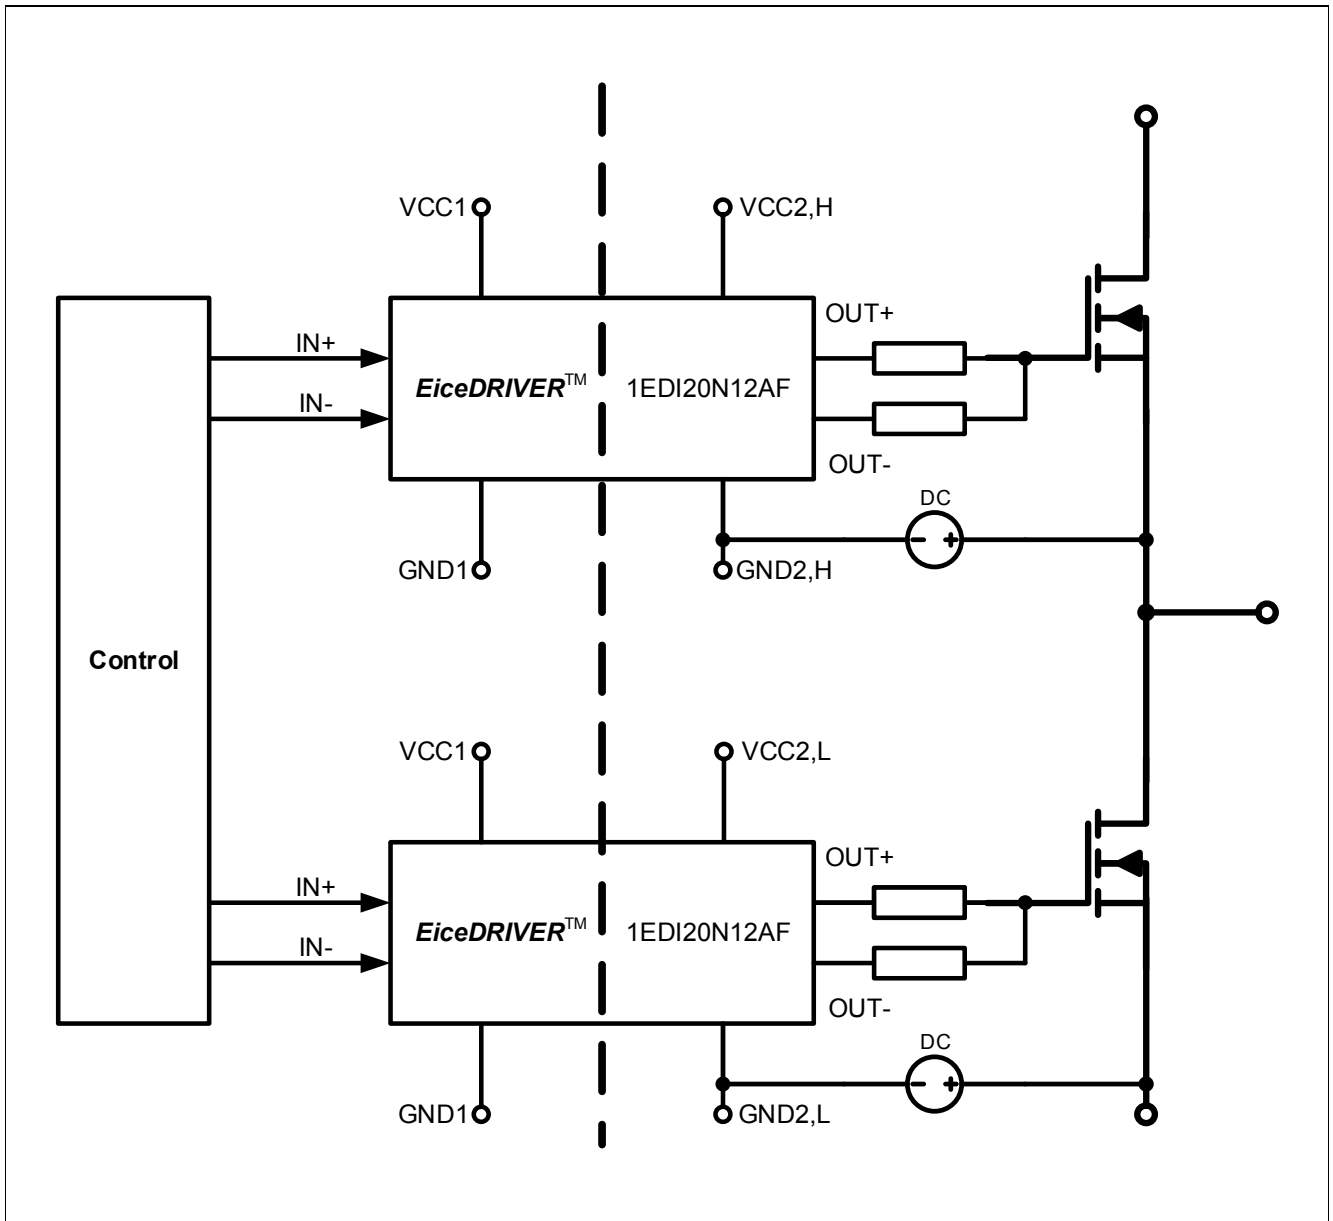 VCC1
VCC2,H
OUT+
IN+
EiceDRIVER™
1EDI20N12AF
IN-
OUT-
DC
- +
GND1
GND2,H
Control
VCC1
VCC2,L
OUT+
IN+
EiceDRIVER™
1EDI20N12AF
IN-
OUT-
DC
- +
GND1
GND2,L